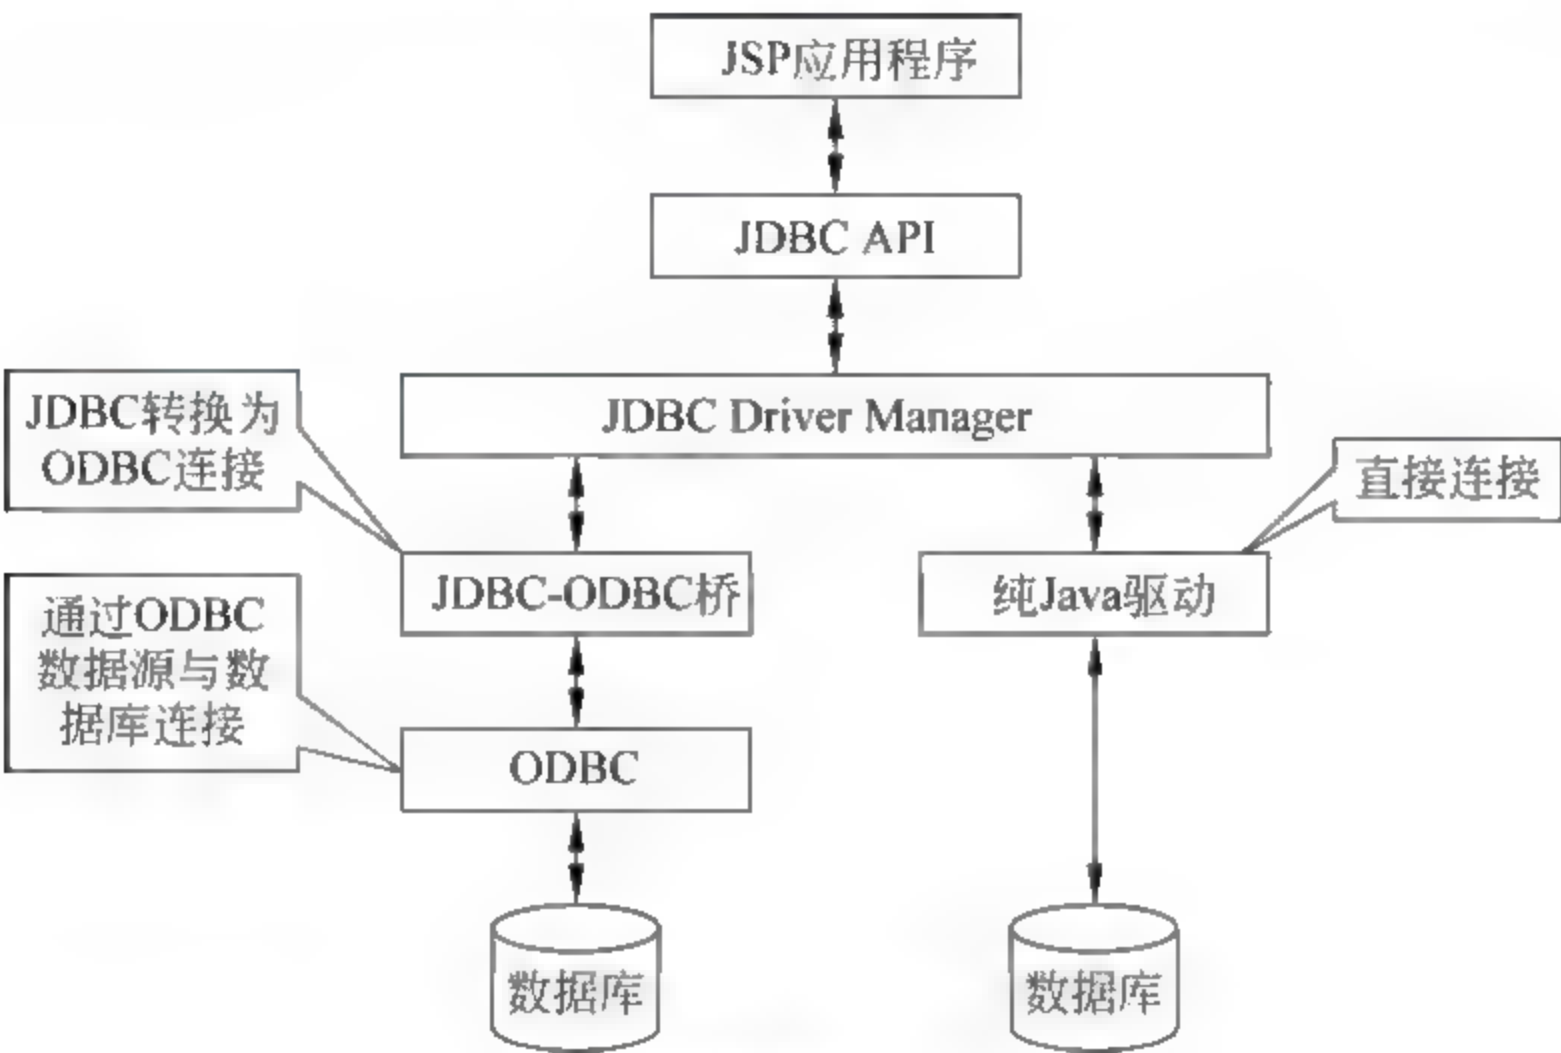 JSP应用程序
JDBC API
JDBC转换为
ODBC连接
JDBC Driver Manager
直接连接
JDBC-ODBC桥
纯Java驱动
通过ODBC
数据源与数
据库连接
ODBC
数据库
数据库